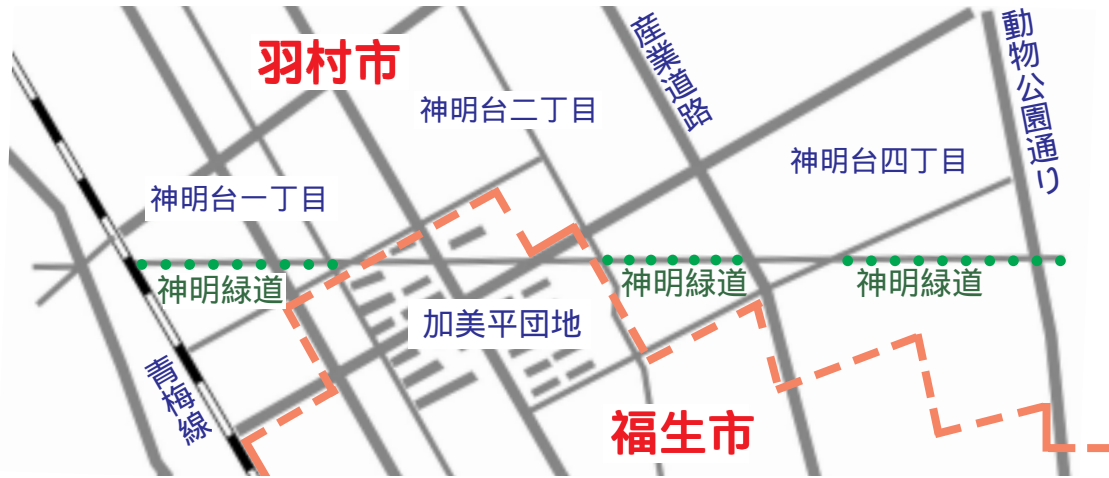 羽村市
神明台二丁目
産業道路
動物公園通り
神明台四丁目
神明台一丁目
神明緑道
神明緑道
神明緑道
加美平団地
青梅線
福生市